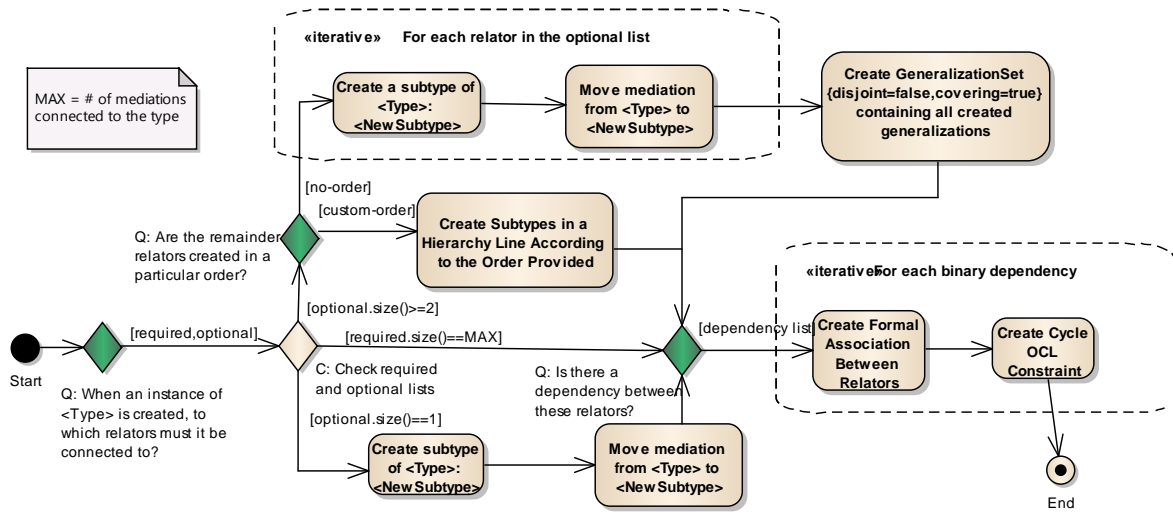 «iterative» For each relator in the optional list
MAX = # of mediations
connected to the type
Create a subtype of
<Type>:
<NewSubtype>
Move mediation
from <Type> to
<NewSubtype>
Create GeneralizationSet
{disjoint=false,covering=true}
containing all created
generalizations
[no-order]
[custom-order]
Q: Are the remainder
relators created in a
particular order?
Create Subtypes in a
Hierarchy Line According
to the Order Provided
«iterative» For each binary dependency
[optional.size()>=2]
[required,optional]
[required.size()==MAX]
[dependency list]
Start
Q: When an instance of
<Type> is created, to
which relators must it be
connected to?
C: Check required
and optional lists
Q: Is there a
dependency between
these relators?
Create Formal
Association
Between
Relators
Create Cycle
OCL
Constraint
[optional.size()==1]
Create subtype
of <Type>:
<NewSubtype>
Move mediation
from <Type> to
<NewSubtype>
End